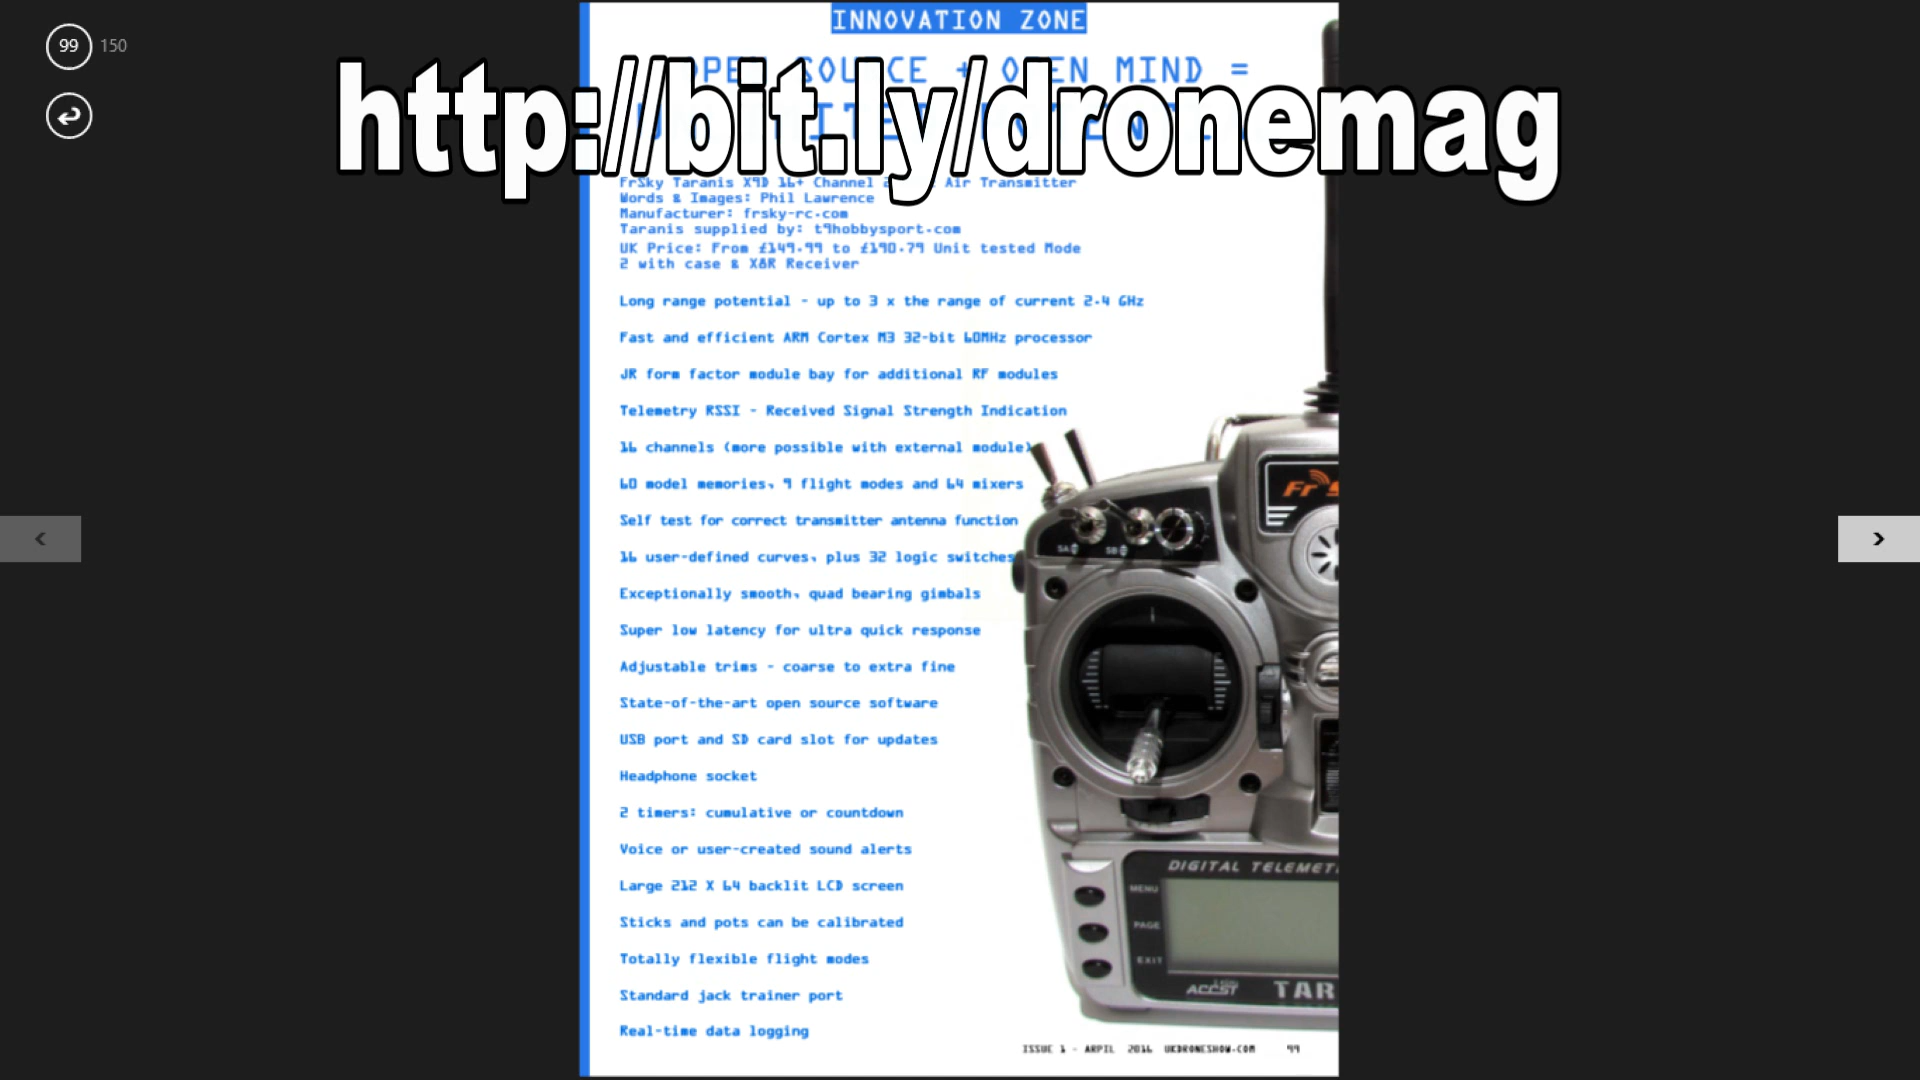 99 150
INNOVATION ZONE
OPEN SOURCE + OPEN MIND =
http://bit.ly/dronemag
FrSky Taranis X9D 16+ Channel Air Transmitter
Words & Images: Phil Lawrence
Manufacturer: frsky-rc.com
Taranis supplied by: t9hobbysport.com
UK Price: From £149.99 to £190.79 Unit tested Mode
2 with case & X8R Receiver
Long range potential - up to 3 x the range of current 2.4 GHz
Fast and efficient ARM Cortex M3 32-bit 60MHz processor
JR form factor module bay for additional RF modules
Telemetry RSSI - Received Signal Strength Indication
16 channels (more possible with external module)
60 model memories, 9 flight modes and 64 mixers
Self test for correct transmitter antenna function
16 user-defined curves, plus 32 logic switches
Exceptionally smooth, quad bearing gimbals
Super low latency for ultra quick response
Adjustable trims - coarse to extra fine
State-of-the-art open source software
USB port and SD card slot for updates
Headphone socket
2 timers: cumulative or countdown
Voice or user-created sound alerts
Large 212 X 64 backlit LCD screen
Sticks and pots can be calibrated
Totally flexible flight modes
Standard jack trainer port
Real-time data logging
Fr
SA SB
DIGITAL TELEMET
MENU
PAGE
EXIT
ACCST TAR
ISSUE 1 - ARPIL 2016 UKDRONESHOW.COM 99